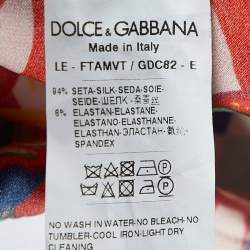 DOLCE & GABBANA
Made in Italy
LE - FTAMVT / GDC82 - E
94% SETA-SILK-SEDA-SOIE-
SEIDE-ШЕЛК-桑蚕丝
6% ELASTAN-ELASTANE-
ELASTANO-ELASTHANNE-
ELASTHAN-ЭЛАСТАН-氨纶
SPANDEX
NO WASH IN WATER-NO BLEACH-NO
TUMBLER-COOL IRON-LIGHT DRY
CLEANING